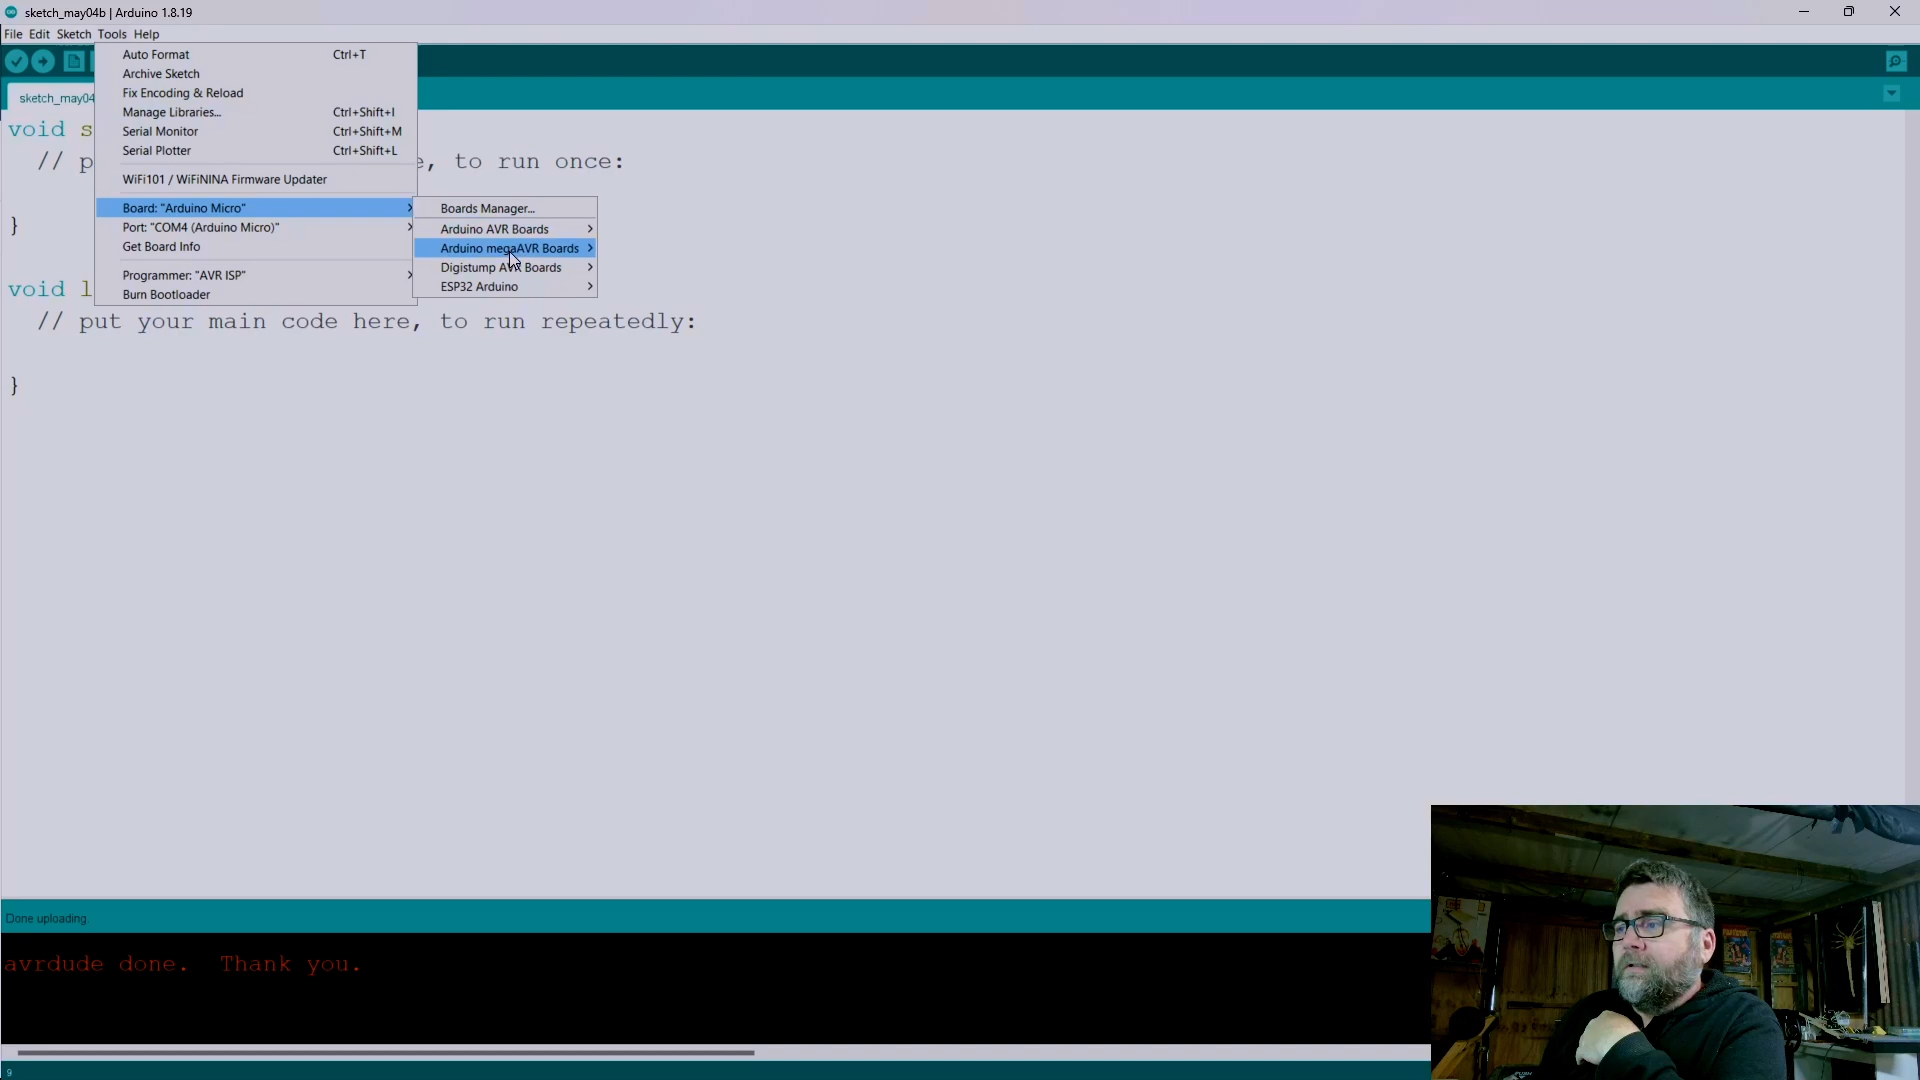 sketch_may04b | Arduino 1.8.19
File Edit Sketch Tools Help
Auto Format Ctrl+T
Archive Sketch
Fix Encoding & Reload
Manage Libraries... Ctrl+Shift+I
Serial Monitor Ctrl+Shift+M
Serial Plotter Ctrl+Shift+L
WiFi101 / WiFiNINA Firmware Updater
Board: "Arduino Micro"
Port: "COM4 (Arduino Micro)"
Get Board Info
Programmer: "AVR ISP"
Burn Bootloader
Boards Manager...
Arduino AVR Boards
Arduino megaAVR Boards
Digistump AVR Boards
ESP32 Arduino
sketch_may04
void s
// p e, to run once:
}
void l
// put your main code here, to run repeatedly:
}
Done uploading.
avrdude done. Thank you.
9